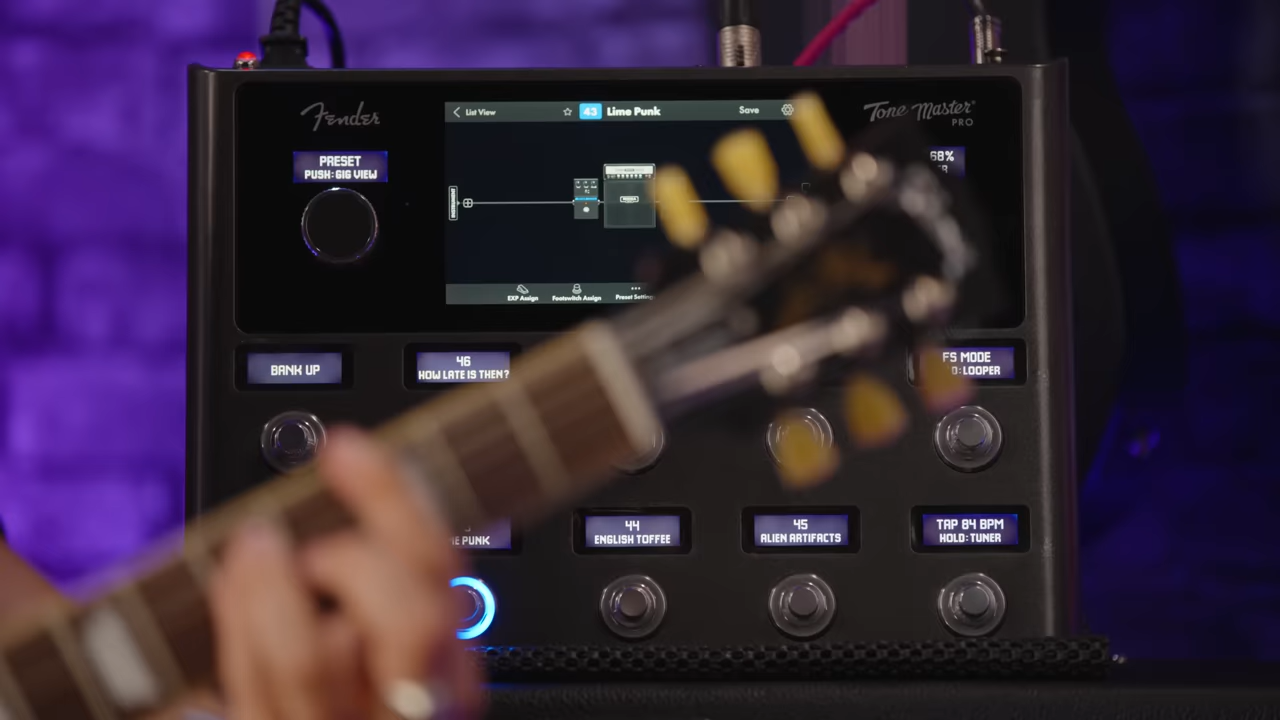 Fender
Tone Master
PRO
List View
43
Lime Punk
Save
PRESET
PUSH: GIG VIEW
68%
EXP Assign
Footswitch Assign
Preset
BANK UP
46
HOW LATE IS THEN?
FS MODE
LOOPER
PUNK
44
ENGLISH TOFFEE
45
ALIEN ARTIFACTS
TAP 84 BPM
HOLD: TUNER